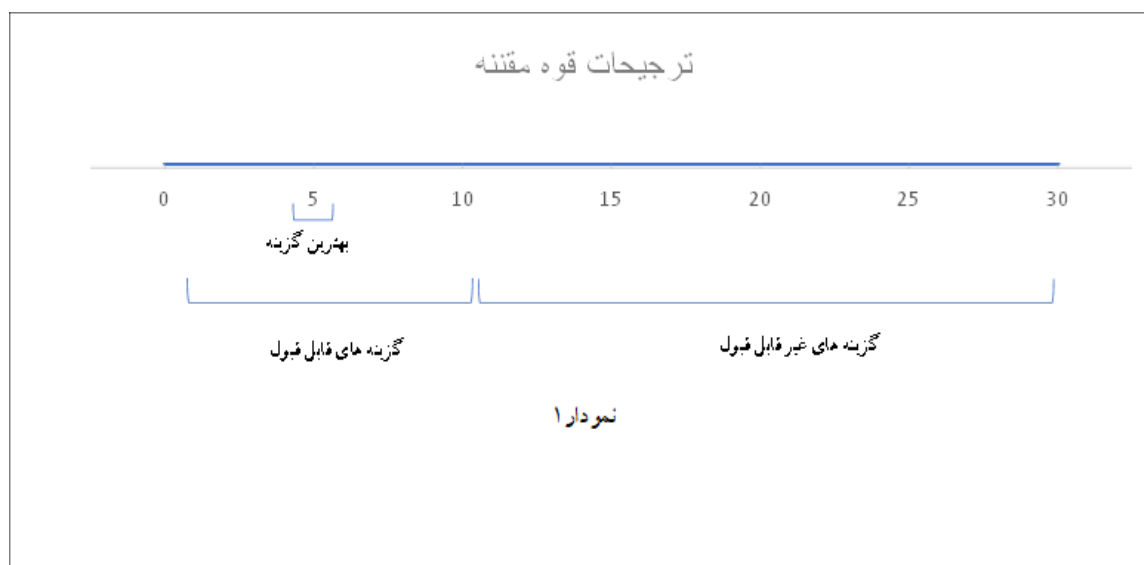 ترجیحات قوه مقننه
0 5 10 15 20 25 30
بهترین گزینه
گزینه های قابل قبول
گزینه های غیر قابل قبول
نمودار ۱